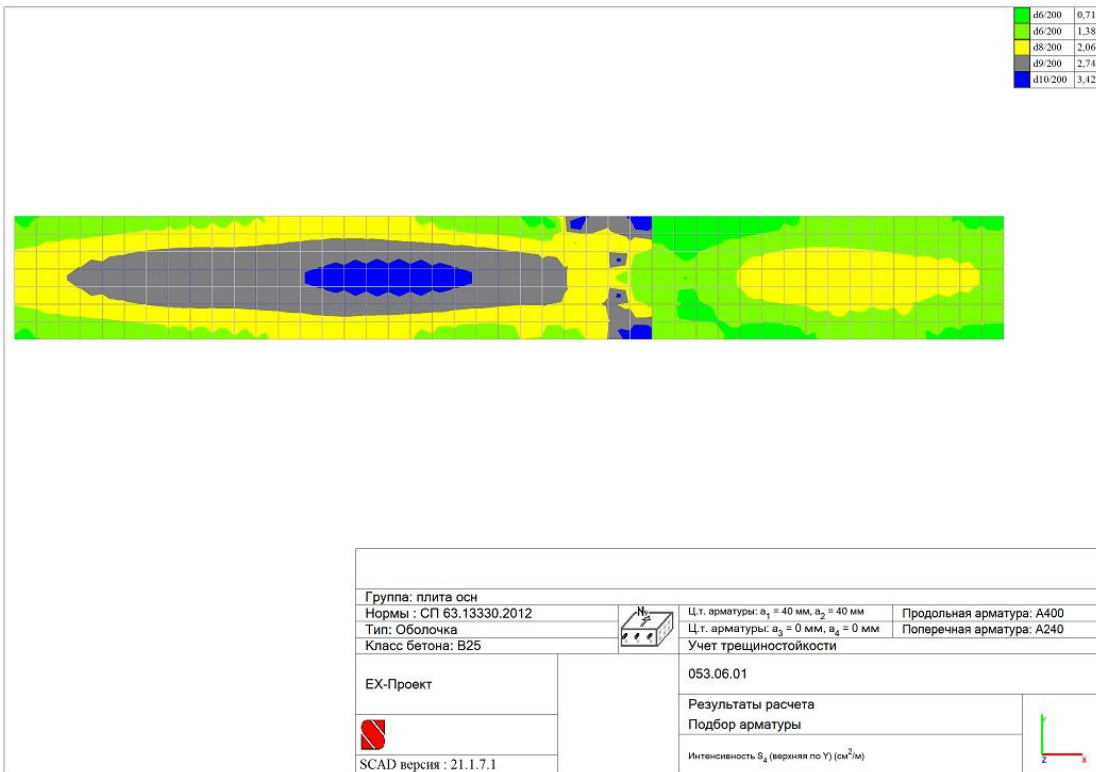 d6/200 0,71
d6/200 1,38
d8/200 2,06
d9/200 2,74
d10/200 3,42
Группа: плита осн
Нормы : СП 63.13330.2012
Тип: Оболочка
Класс бетона: B25
N
Ц.т. арматуры: a₁ = 40 мм, a₂ = 40 мм
Продольная арматура: A400
Ц.т. арматуры: a₃ = 0 мм, a₄ = 0 мм
Поперечная арматура: A240
Учет трещиностойкости
EX-Проект
053.06.01
Результаты расчета
Подбор арматуры
SCAD версия : 21.1.7.1
Интенсивность S₄ (верхняя по Y) (см²/м)
Y
Z X